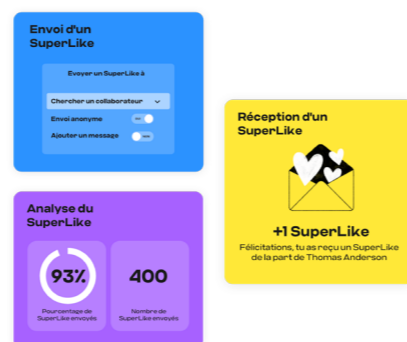 Envoi d'un
SuperLike
Evoyer un SuperLike à
Chercher un collaborateur
Envoi anonyme
Ajouter un message
Réception d'un
SuperLike
+1 SuperLike
Félicitations, tu as reçu un SuperLike
de la part de Thomas Anderson
Analyse du
SuperLike
93%
Pourcentage de
SuperLike envoyés
400
Nombre de
SuperLike envoyés